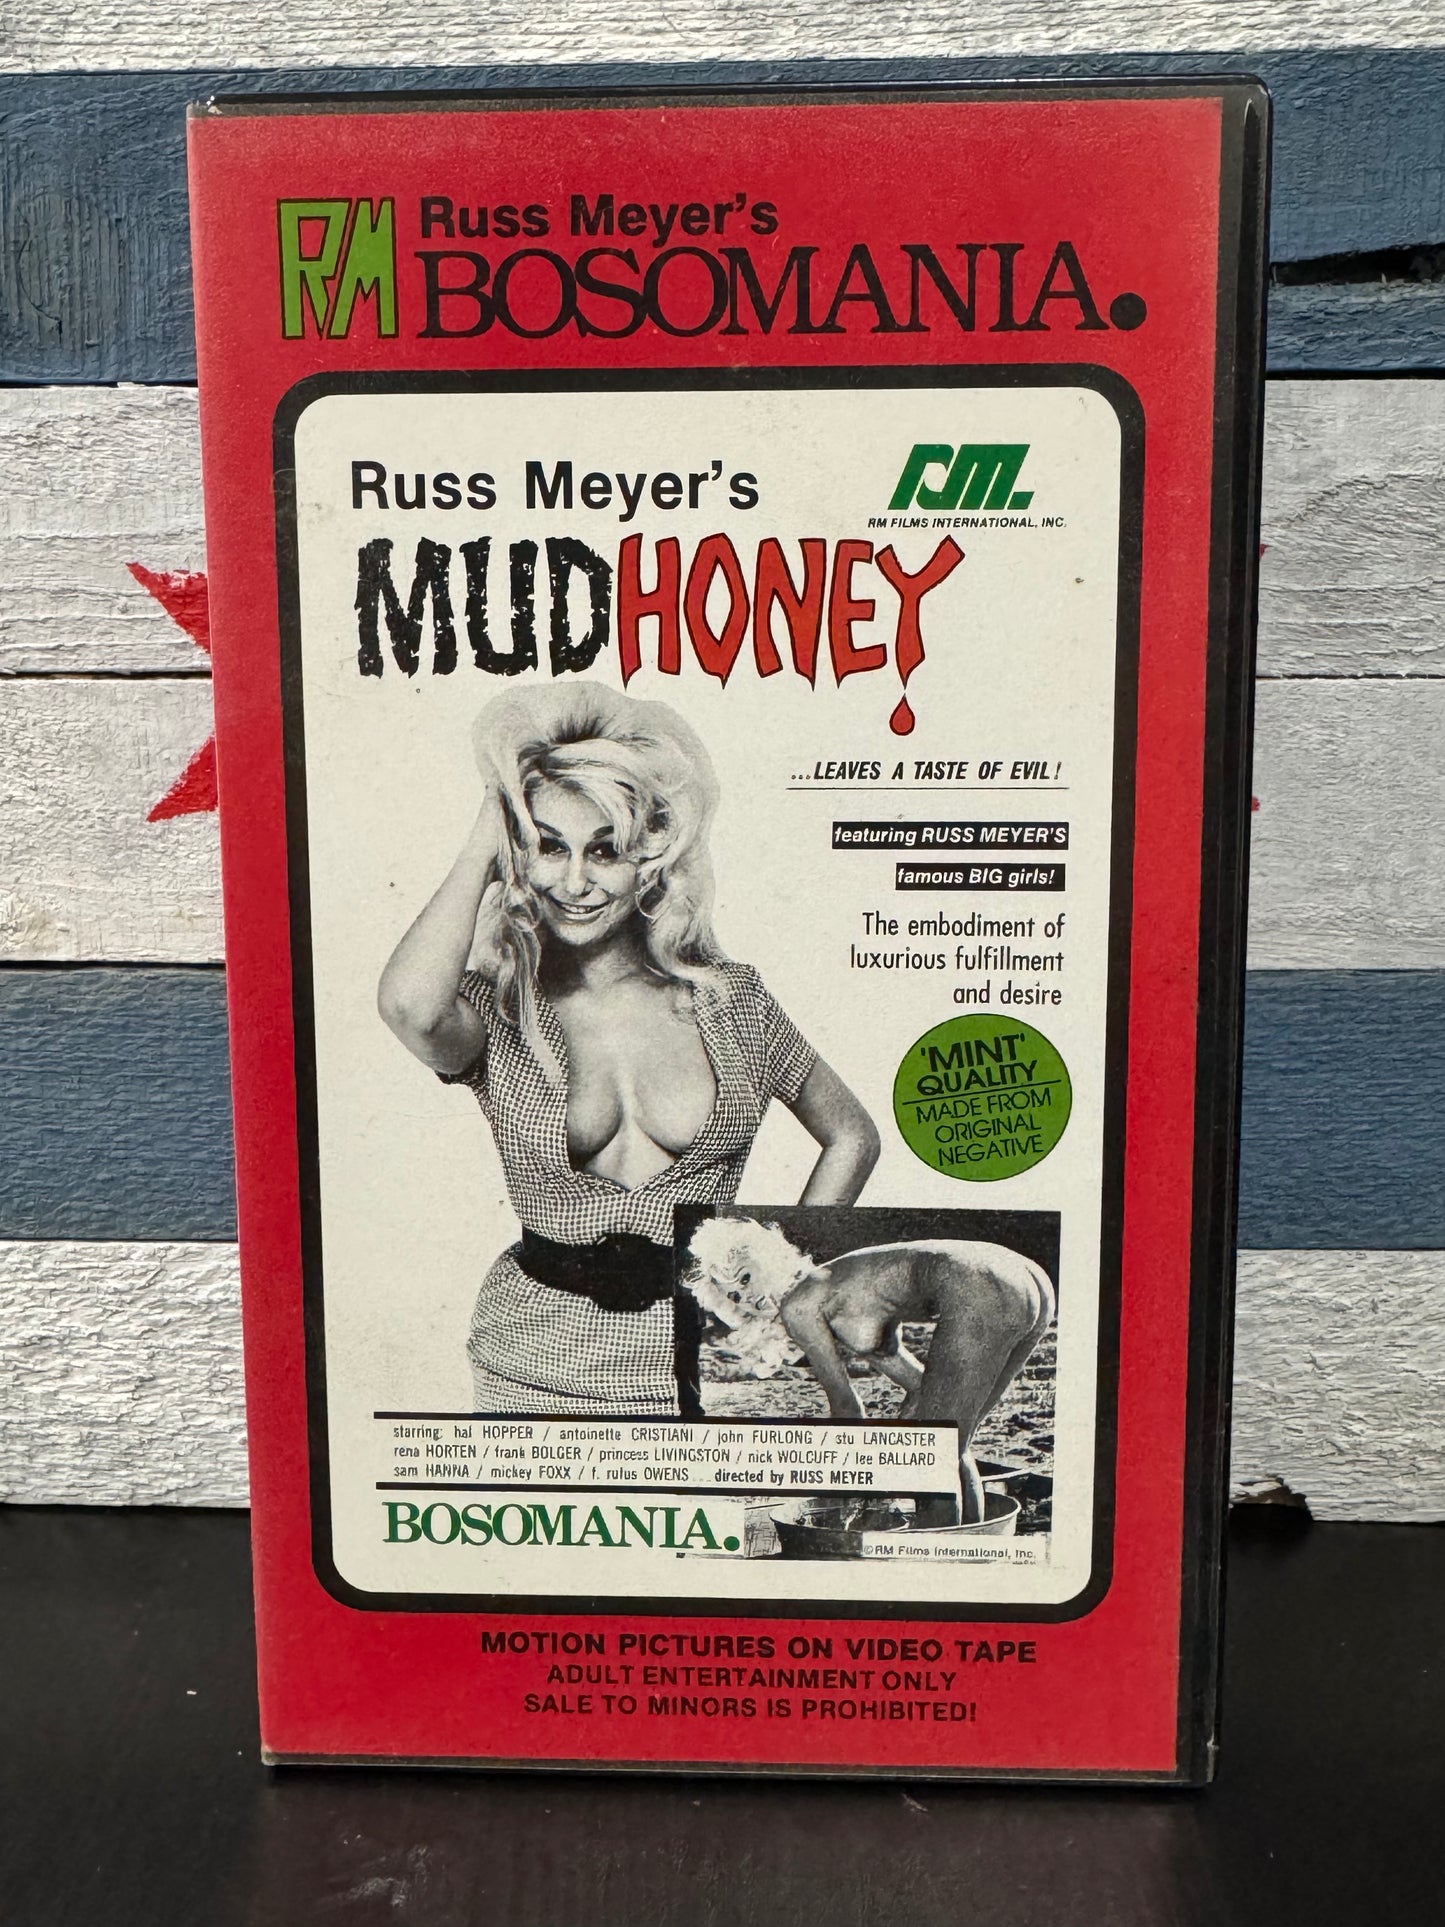 RM Russ Meyer's
BOSOMANIA.
Russ Meyer's
RM.
RM FILMS INTERNATIONAL, INC.
MUDHONEY
...LEAVES A TASTE OF EVIL!
featuring RUSS MEYER'S
famous BIG girls!
The embodiment of
luxurious fulfillment
and desire
'MINT'
QUALITY
MADE FROM
ORIGINAL
NEGATIVE
starring: hal HOPPER / antoinette CRISTIANI / john FURLONG / stu LANCASTER
rena HORTEN / frank BOLGER / princess LIVINGSTON / nick WOLCUFF / lee BALLARD
sam HANNA / mickey FOXX / f. rufus OWENS ... directed by RUSS MEYER
BOSOMANIA.
©RM Films International, Inc.
MOTION PICTURES ON VIDEO TAPE
ADULT ENTERTAINMENT ONLY
SALE TO MINORS IS PROHIBITED!